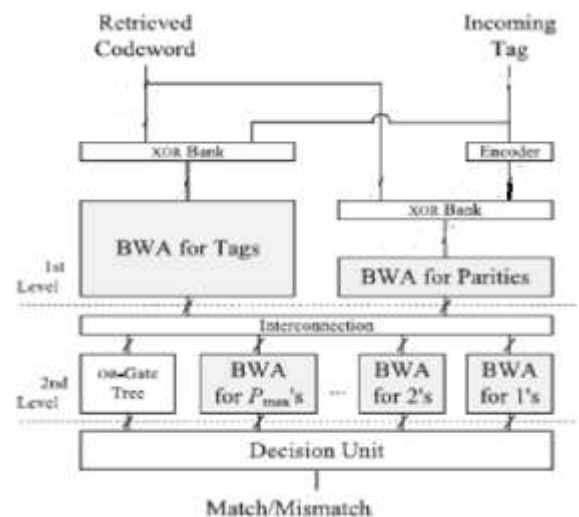 Retrieved
Codeword
Incoming
Tag
XOR Bank
Encoder
XOR Bank
BWA for Tags
BWA for Parities
1st
Level
Interconnection
2nd
Level
OR-Gate
Tree
BWA
for Pmax's
...
BWA
for 2's
BWA
for 1's
Decision Unit
Match/Mismatch